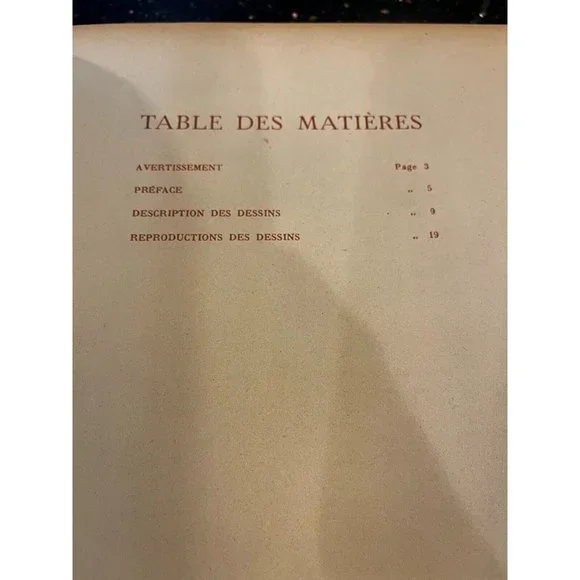 TABLE DES MATIÈRES
AVERTISSEMENT Page 3
PRÉFACE „ 5
DESCRIPTION DES DESSINS „ 9
REPRODUCTIONS DES DESSINS „ 19